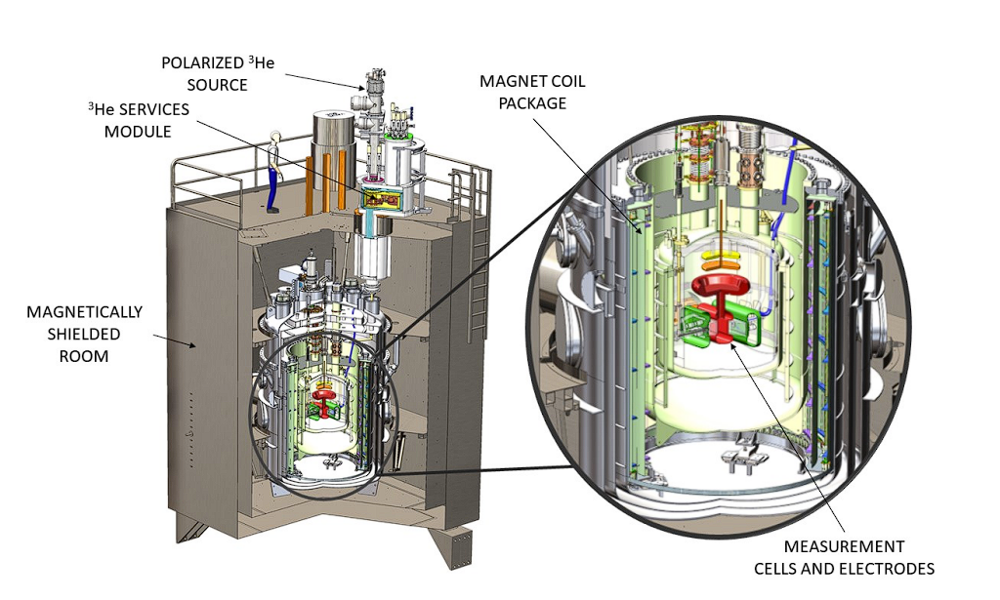 POLARIZED ³He
SOURCE
³He SERVICES
MODULE
MAGNET COIL
PACKAGE
MAGNETICALLY
SHIELDED
ROOM
MEASUREMENT
CELLS AND ELECTRODES